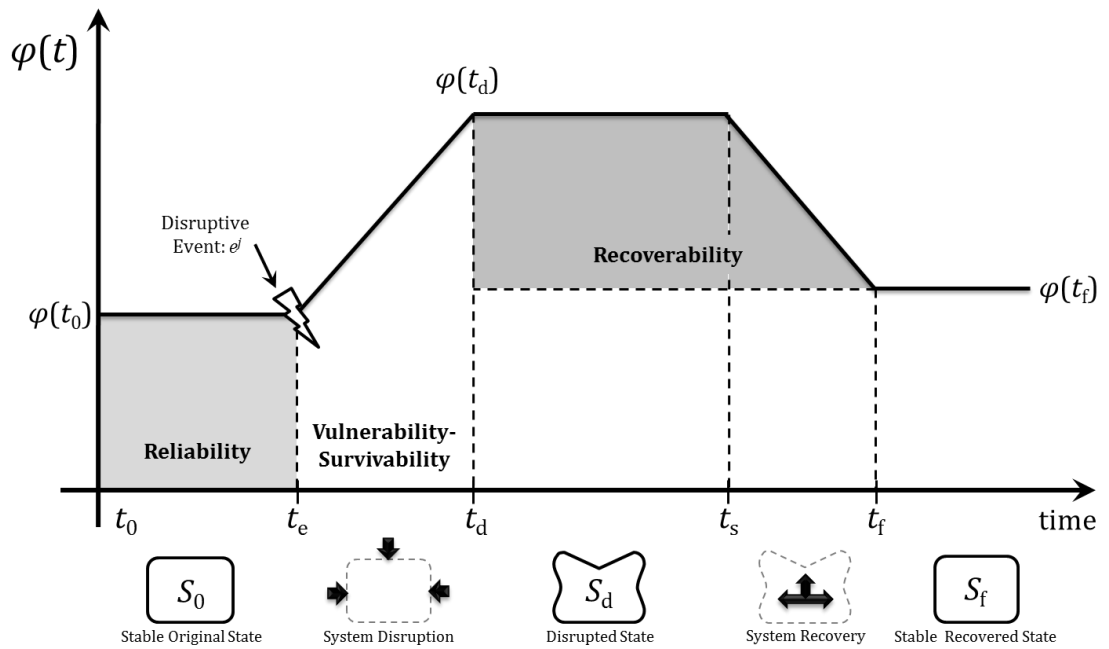 φ(t)
φ(t_d)
Disruptive
Event: e^j
Recoverability
φ(t_0)
φ(t_f)
Reliability
Vulnerability-
Survivability
t_0
t_e
t_d
t_s
t_f
time
S_0
S_d
S_f
Stable Original State
System Disruption
Disrupted State
System Recovery
Stable Recovered State